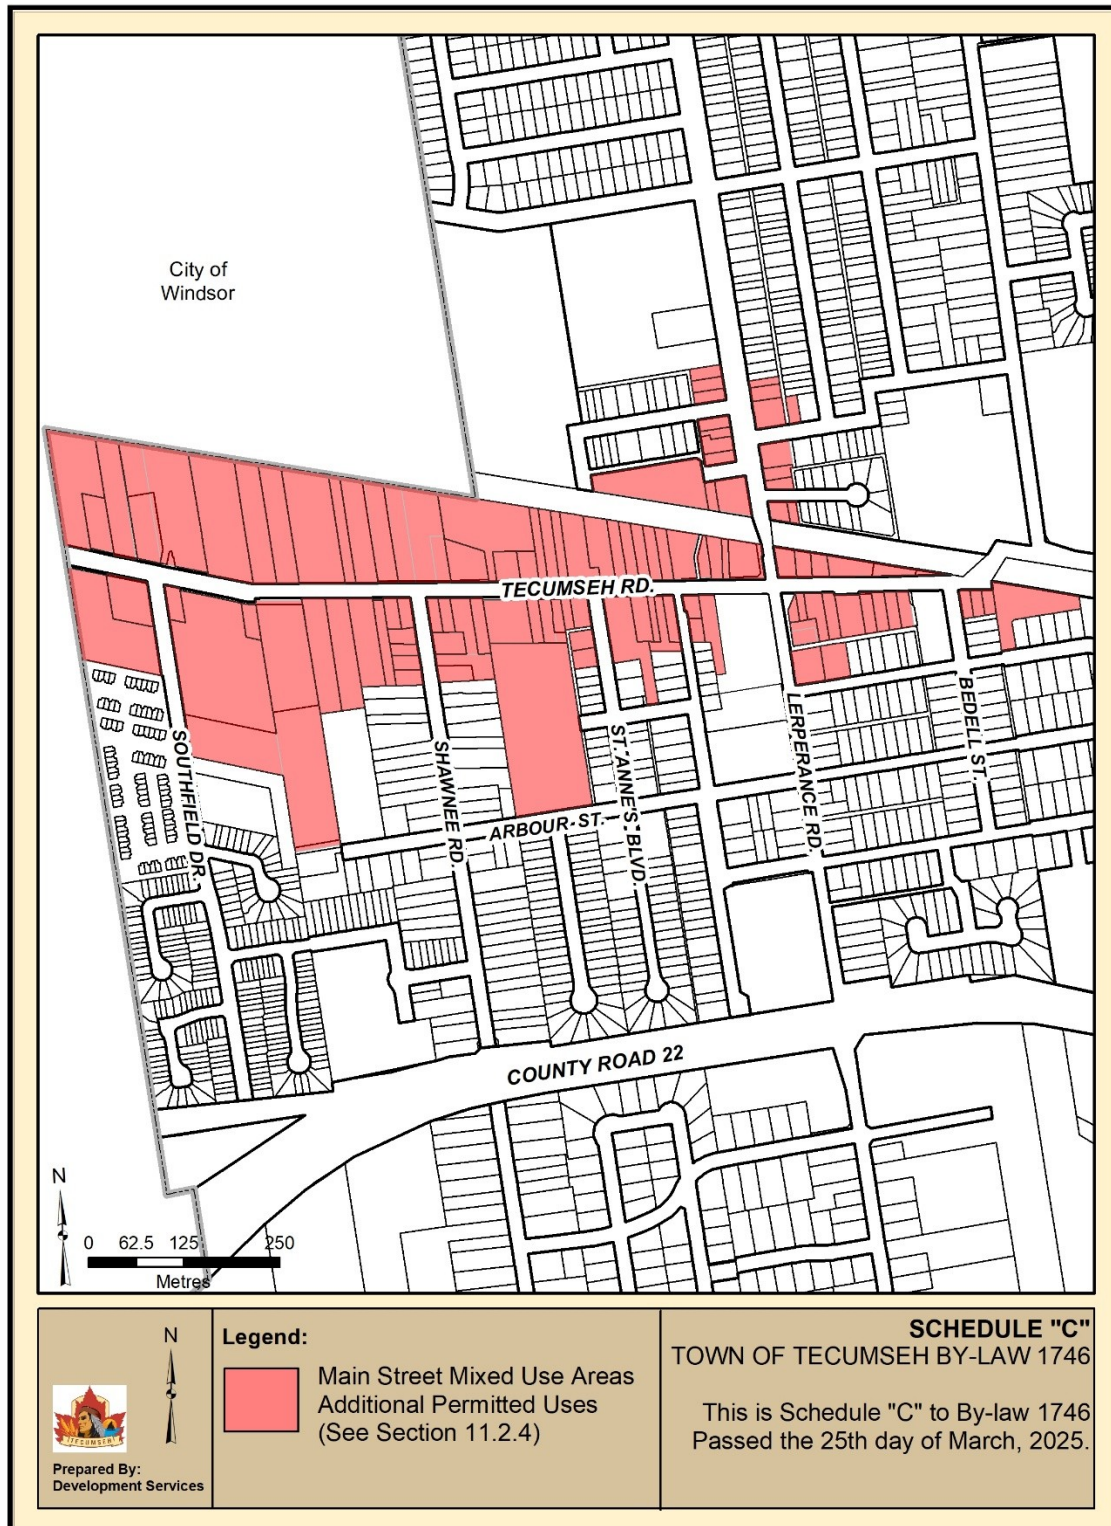 City of
Windsor
TECUMSEH RD.
SOUTHFIELD DR.
SHAWNEE RD.
ARBOUR ST.
ST. ANNES BLVD.
LERPERANCE RD.
BEDELL ST.
COUNTY ROAD 22
N
0 62.5 125 250
Metres
N
TECUMSEH
Prepared By:
Development Services
Legend:
Main Street Mixed Use Areas
Additional Permitted Uses
(See Section 11.2.4)
SCHEDULE "C"
TOWN OF TECUMSEH BY-LAW 1746
This is Schedule "C" to By-law 1746
Passed the 25th day of March, 2025.